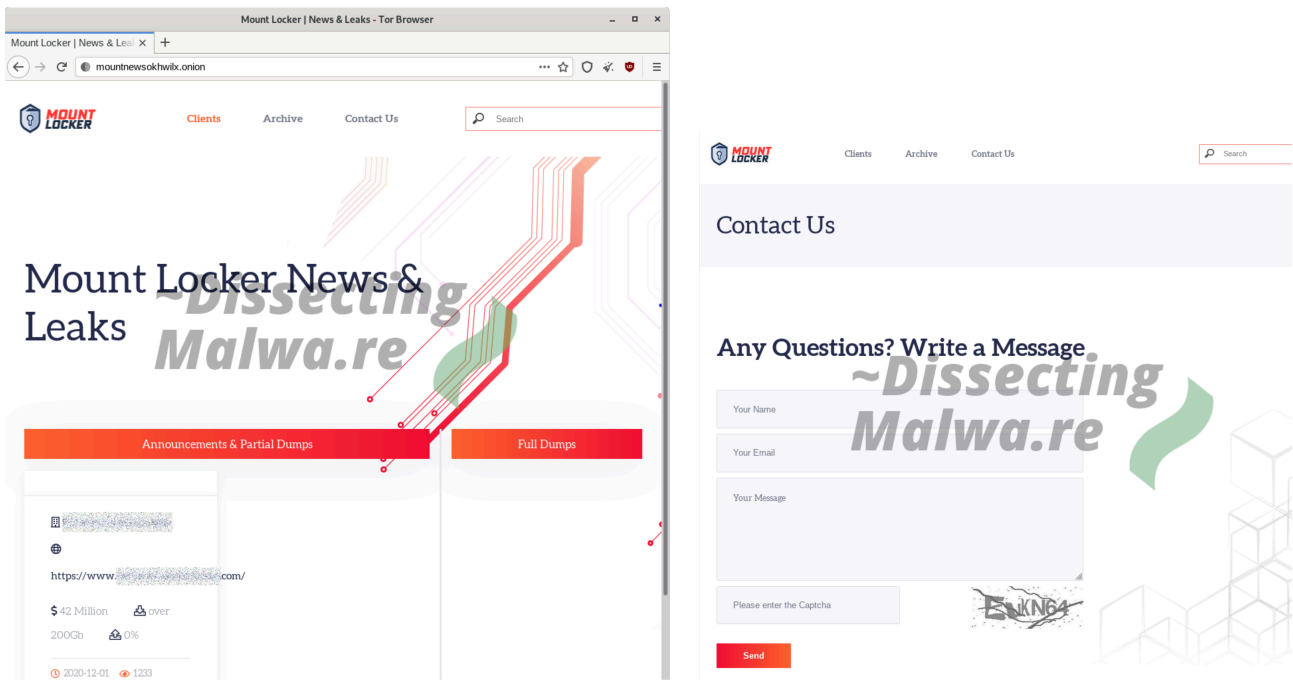 Mount Locker | News & Leaks - Tor Browser
Mount Locker | News & Lea
mountnewsokhwilx.onion
MOUNT LOCKER
Clients
Archive
Contact Us
Search
Mount Locker News &
Leaks
~Dissecting
Malwa.re
Announcements & Partial Dumps
Full Dumps
https://www.
.com/
$ 42 Million
over
200Gb
0%
2020-12-01
1233
MOUNT LOCKER
Clients
Archive
Contact Us
Search
Contact Us
Any Questions? Write a Message
~Dissecting
Malwa.re
Your Name
Your Email
Your Message
Please enter the Captcha
Send